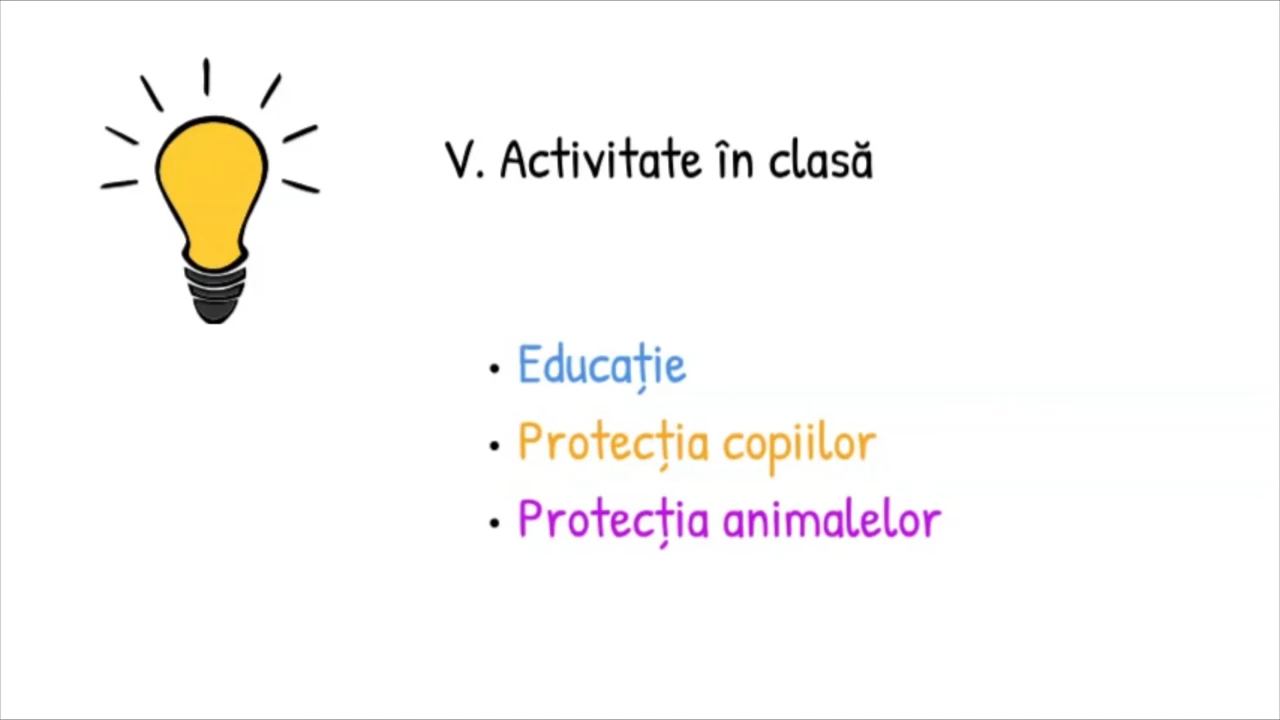 V. Activitate în clasă
• Educație
• Protecția copiilor
• Protecția animalelor